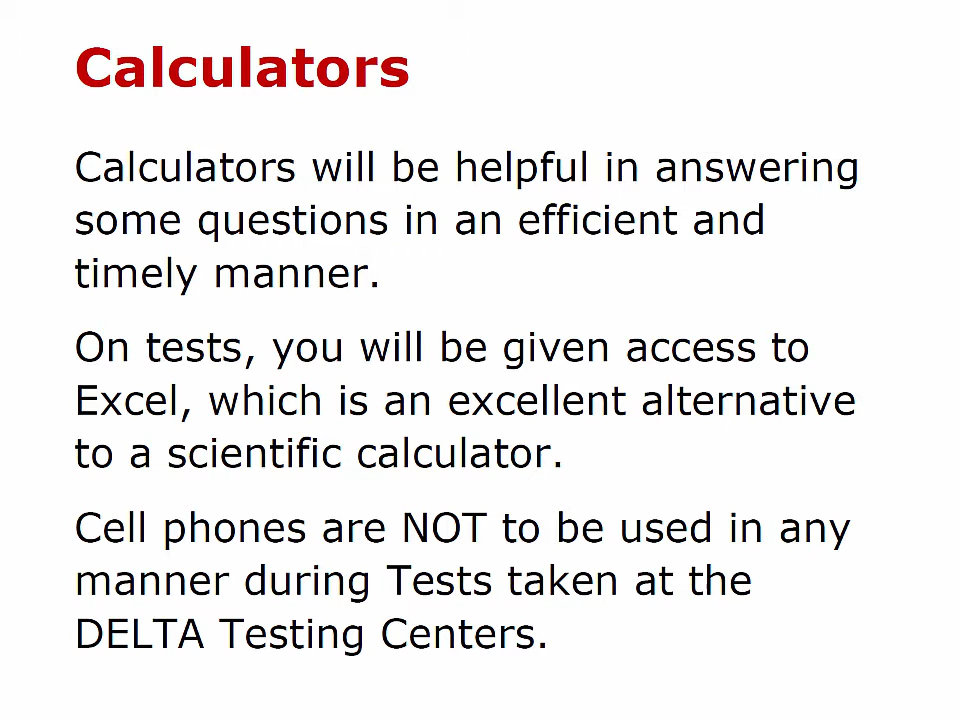 Calculators
Calculators will be helpful in answering
some questions in an efficient and
timely manner.
On tests, you will be given access to
Excel, which is an excellent alternative
to a scientific calculator.
Cell phones are NOT to be used in any
manner during Tests taken at the
DELTA Testing Centers.